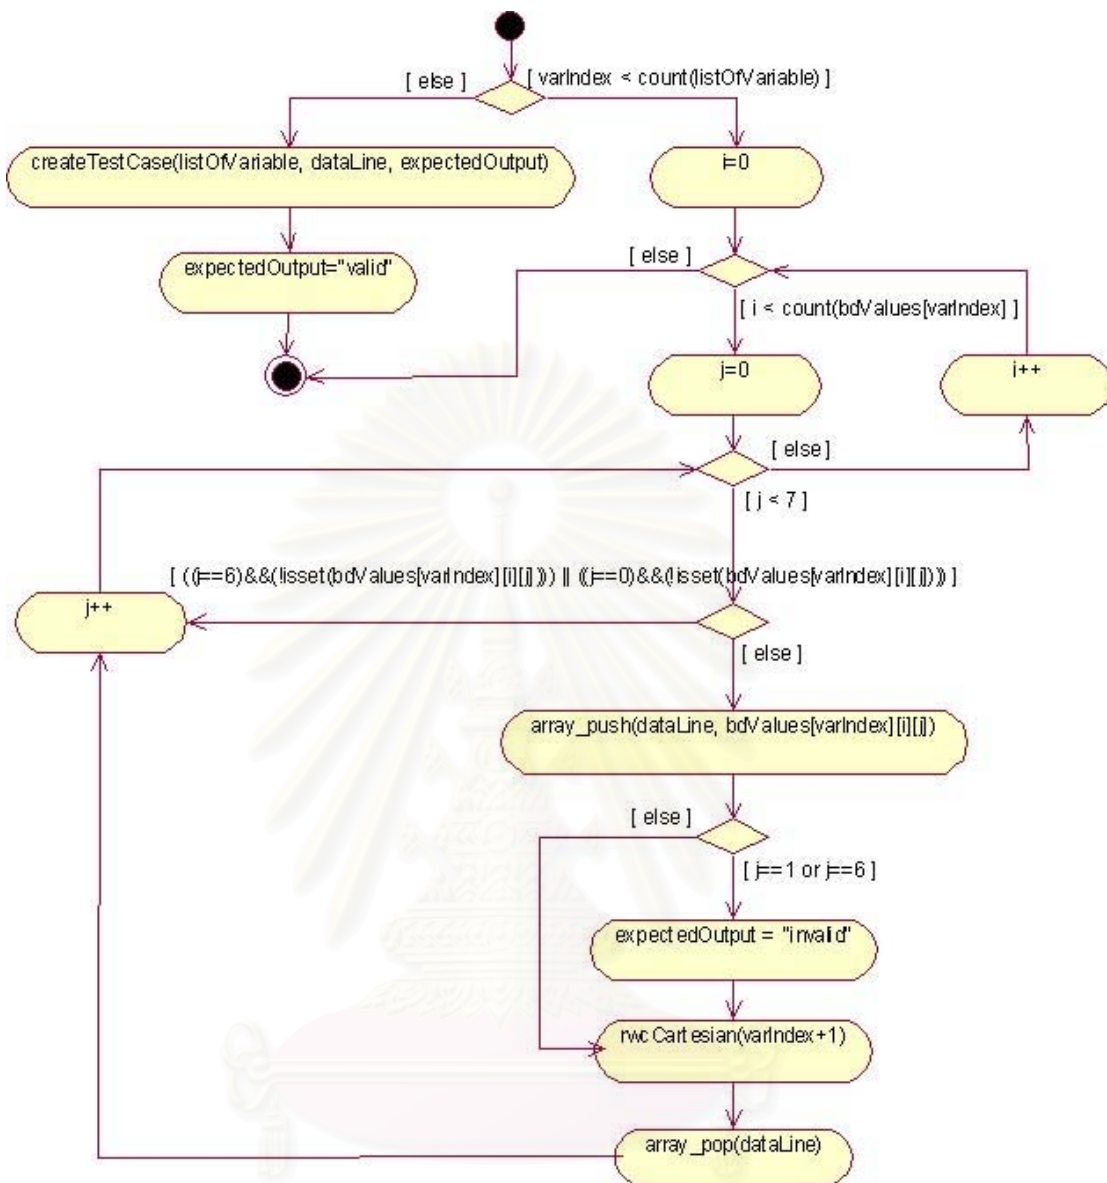 [ else ]
[ varIndex < count(listOfVariable) ]
createTestCase(listOfVariable, dataLine, expectedOutput)
i=0
expectedOutput="valid"
[ else ]
[ i < count(bdValues[varIndex] ]
j=0
i++
[ else ]
[ j < 7 ]
[ ((j==6)&&(!isset(bdValues[varIndex][i][j]))) || ((j==0)&&(!isset(bdValues[varIndex][i][j]))) ]
j++
[ else ]
array_push(dataLine, bdValues[varIndex][i][j])
[ else ]
[ j==1 or j==6 ]
expectedOutput = "invalid"
rwcCartesian(varIndex+1)
array_pop(dataLine)